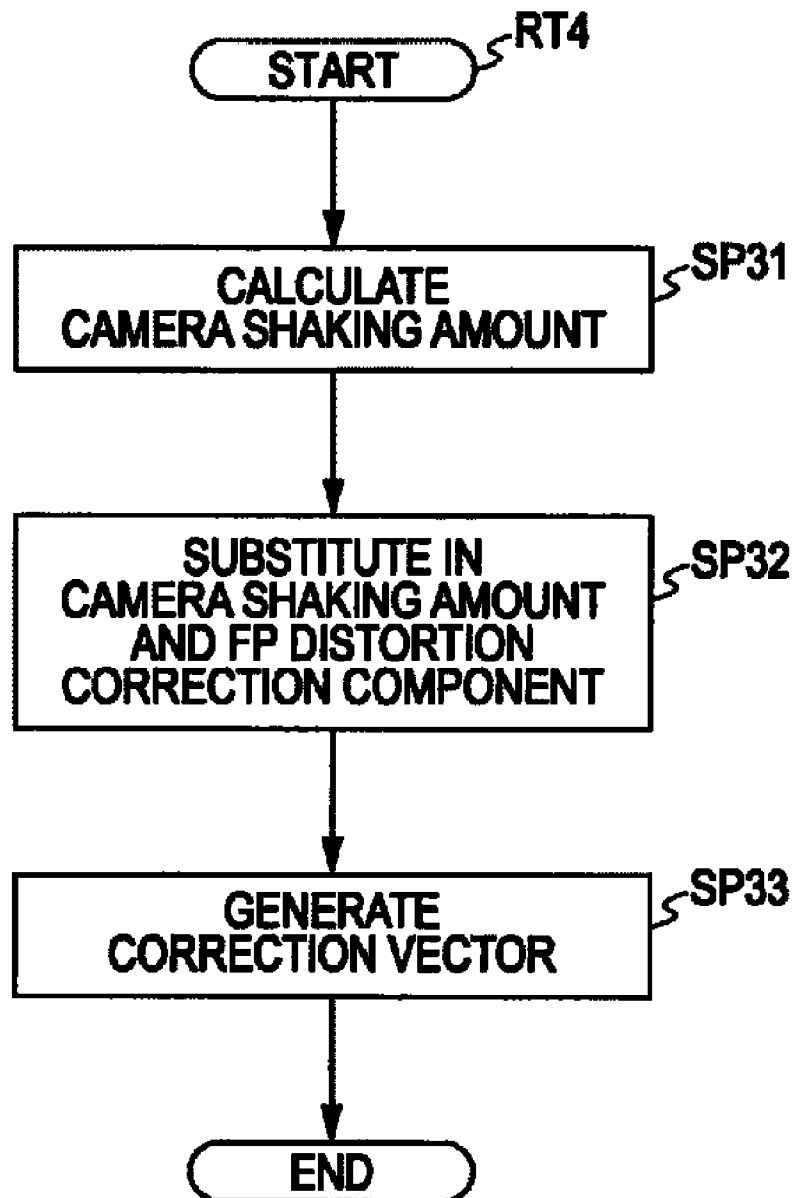 RT4
START
SP31
CALCULATE
CAMERA SHAKING AMOUNT
SP32
SUBSTITUTE IN
CAMERA SHAKING AMOUNT
AND FP DISTORTION
CORRECTION COMPONENT
SP33
GENERATE
CORRECTION VECTOR
END